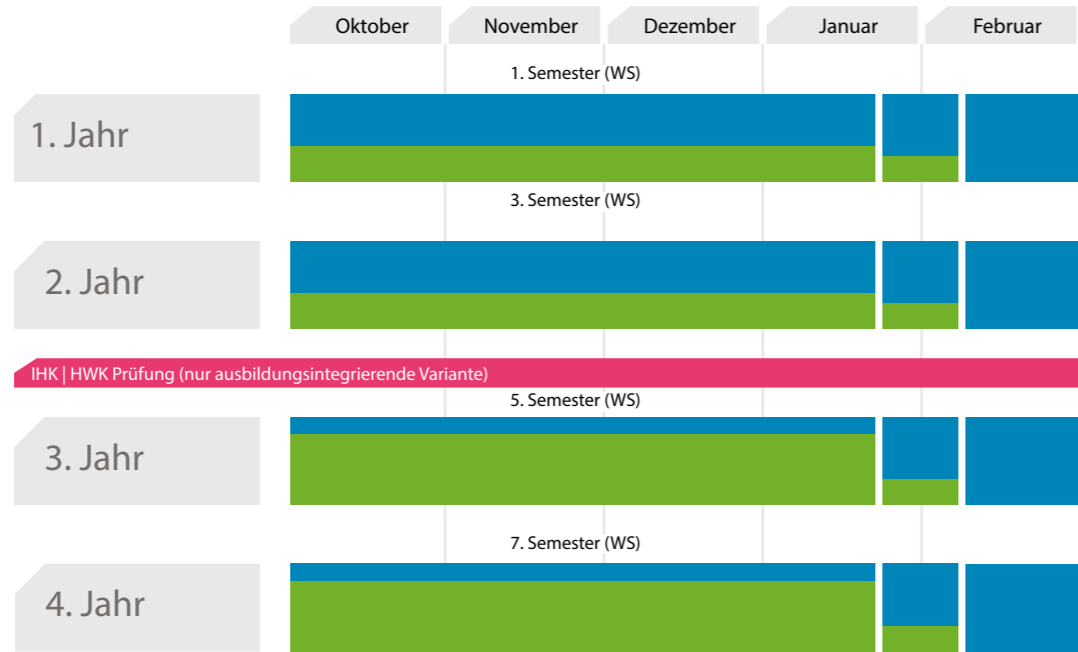 Oktober November Dezember Januar Februar
1. Semester (WS)
1. Jahr
3. Semester (WS)
2. Jahr
IHK | HWK Prüfung (nur ausbildungsintegrierende Variante)
5. Semester (WS)
3. Jahr
7. Semester (WS)
4. Jahr